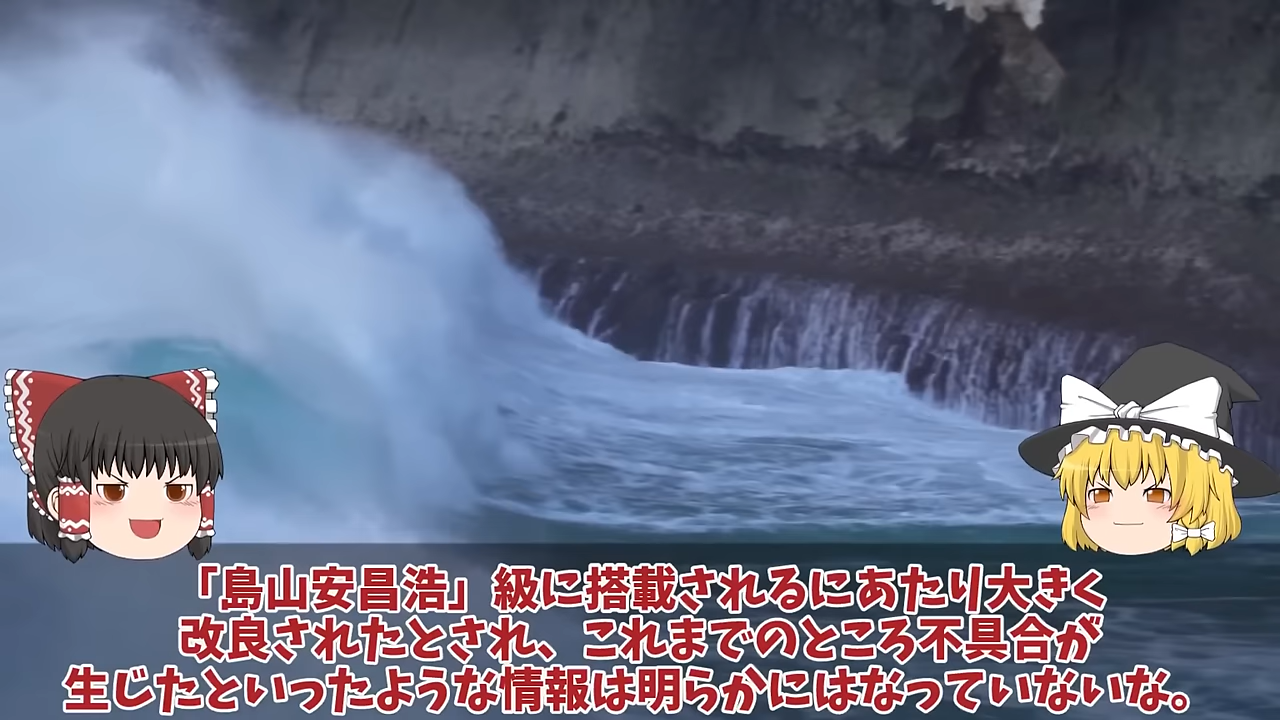 「島山安昌浩」級に搭載されるにあたり大きく
改良されたとされ、これまでのところ不具合が
生じたといったような情報は明らかにはなっていないな。